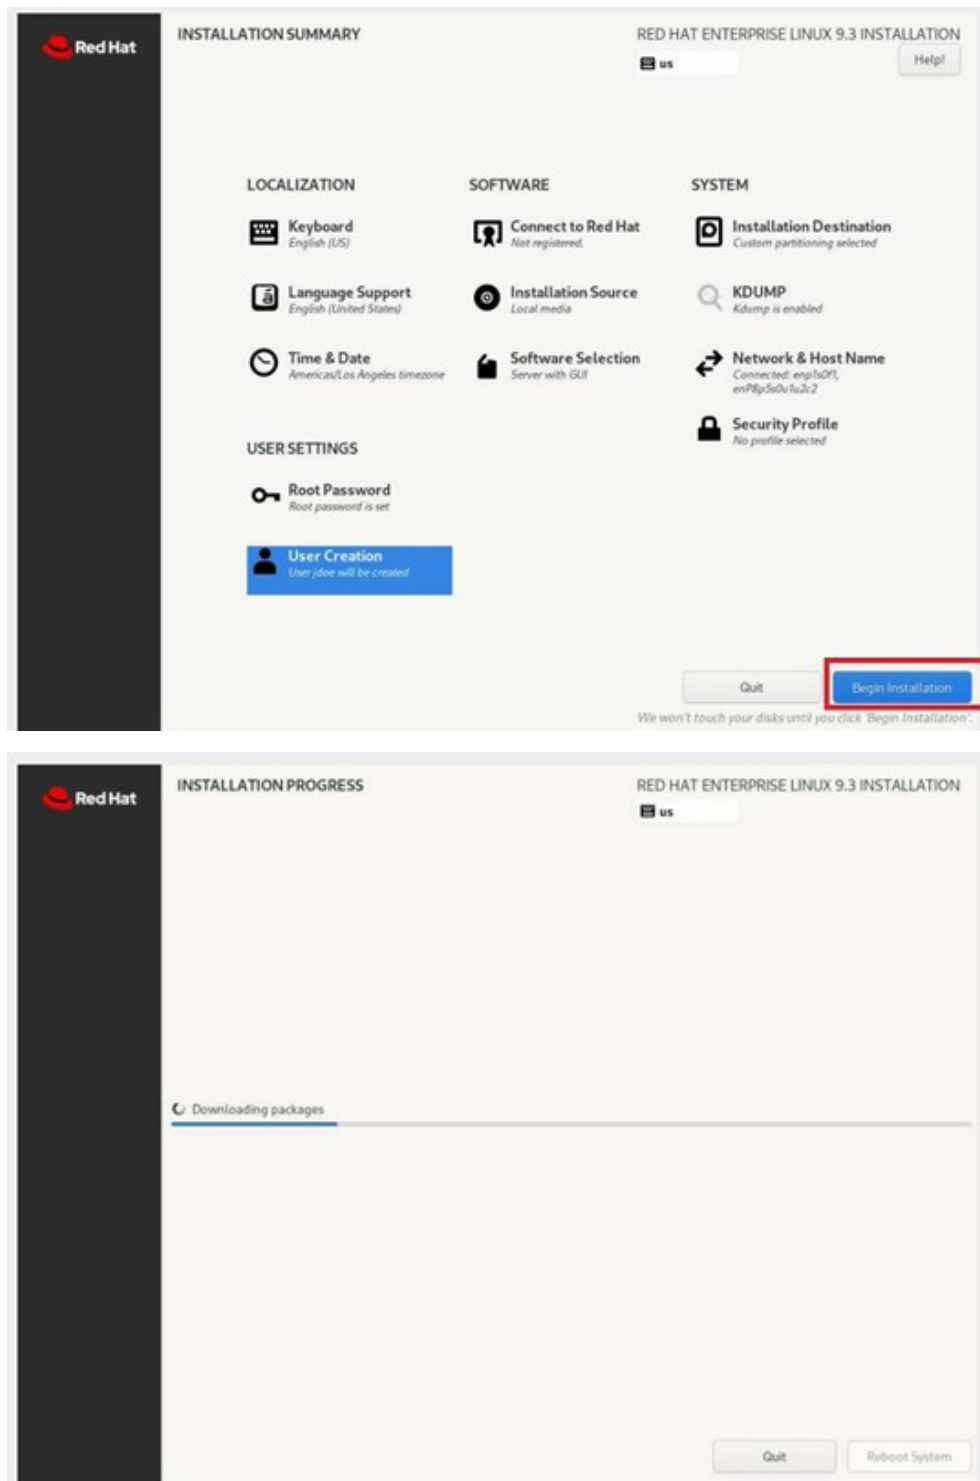 Red Hat
INSTALLATION SUMMARY
RED HAT ENTERPRISE LINUX 9.3 INSTALLATION
us
Help!
LOCALIZATION
Keyboard
English (US)
Language Support
English (United States)
Time & Date
Americas/Los Angeles timezone
SOFTWARE
Connect to Red Hat
Not registered.
Installation Source
Local media
Software Selection
Server with GUI
SYSTEM
Installation Destination
Custom partitioning selected
KDUMP
Kdump is enabled
Network & Host Name
Connected: enp1s0f1,
enP8p5s0u1u2c2
Security Profile
No profile selected
USER SETTINGS
Root Password
Root password is set
User Creation
User jdoe will be created
Quit
Begin Installation
We won't touch your disks until you click 'Begin Installation'.
Red Hat
INSTALLATION PROGRESS
RED HAT ENTERPRISE LINUX 9.3 INSTALLATION
us
Downloading packages
Quit
Reboot System